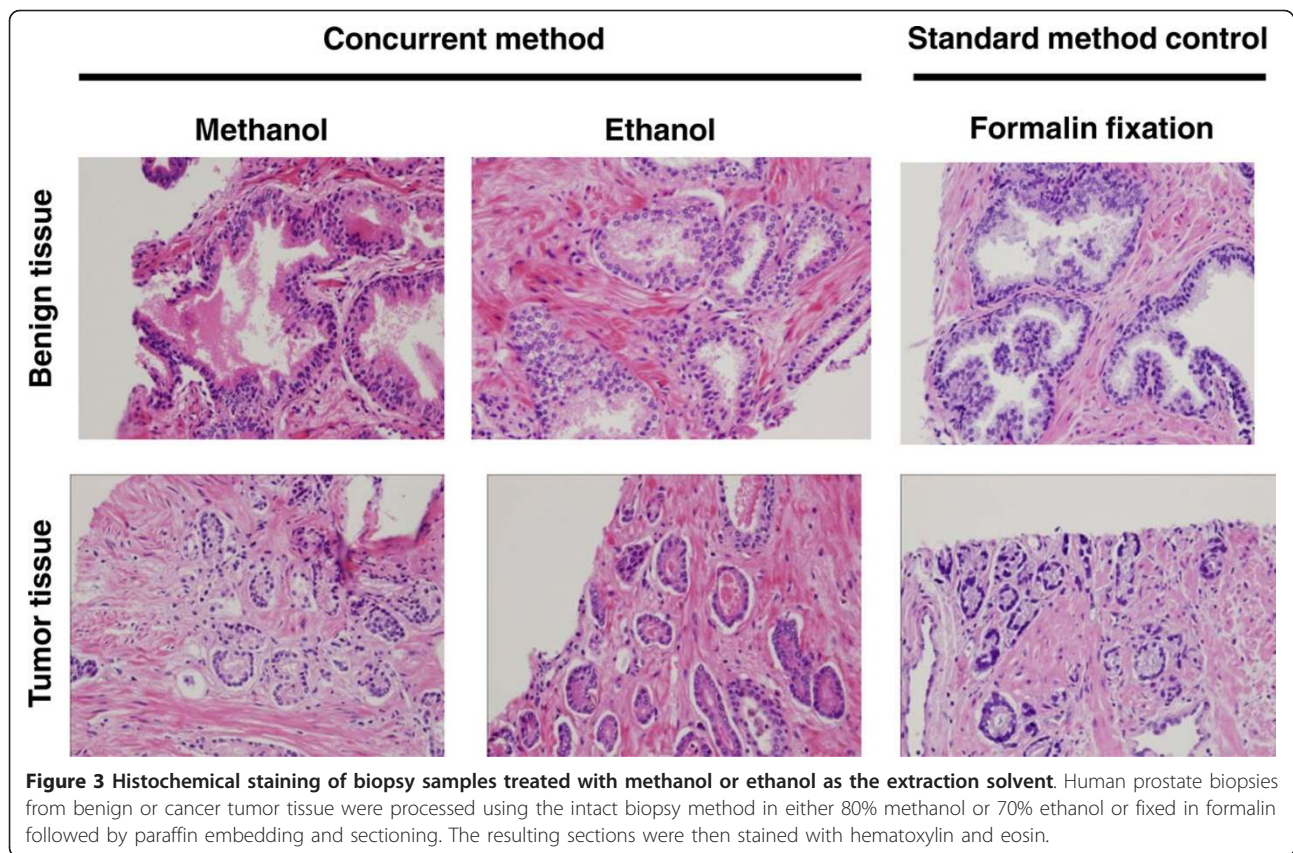 Concurrent method
Standard method control
Methanol
Ethanol
Formalin fixation
Benign tissue
Tumor tissue
Figure 3 Histochemical staining of biopsy samples treated with methanol or ethanol as the extraction solvent. Human prostate biopsies
from benign or cancer tumor tissue were processed using the intact biopsy method in either 80% methanol or 70% ethanol or fixed in formalin
followed by paraffin embedding and sectioning. The resulting sections were then stained with hematoxylin and eosin.